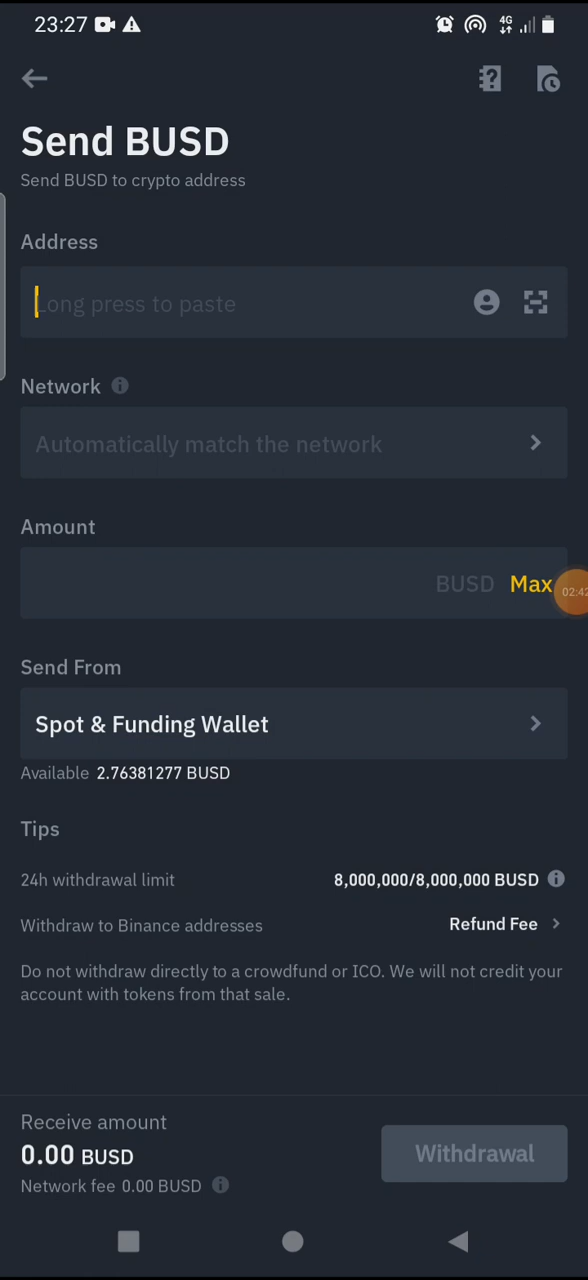 23:27
4G
Send BUSD
Send BUSD to crypto address
Address
Long press to paste
Network
Automatically match the network
Amount
BUSD Max
02:42
Send From
Spot & Funding Wallet
Available 2.76381277 BUSD
Tips
24h withdrawal limit 8,000,000/8,000,000 BUSD
Withdraw to Binance addresses Refund Fee
Do not withdraw directly to a crowdfund or ICO. We will not credit your
account with tokens from that sale.
Receive amount
0.00 BUSD
Withdrawal
Network fee 0.00 BUSD